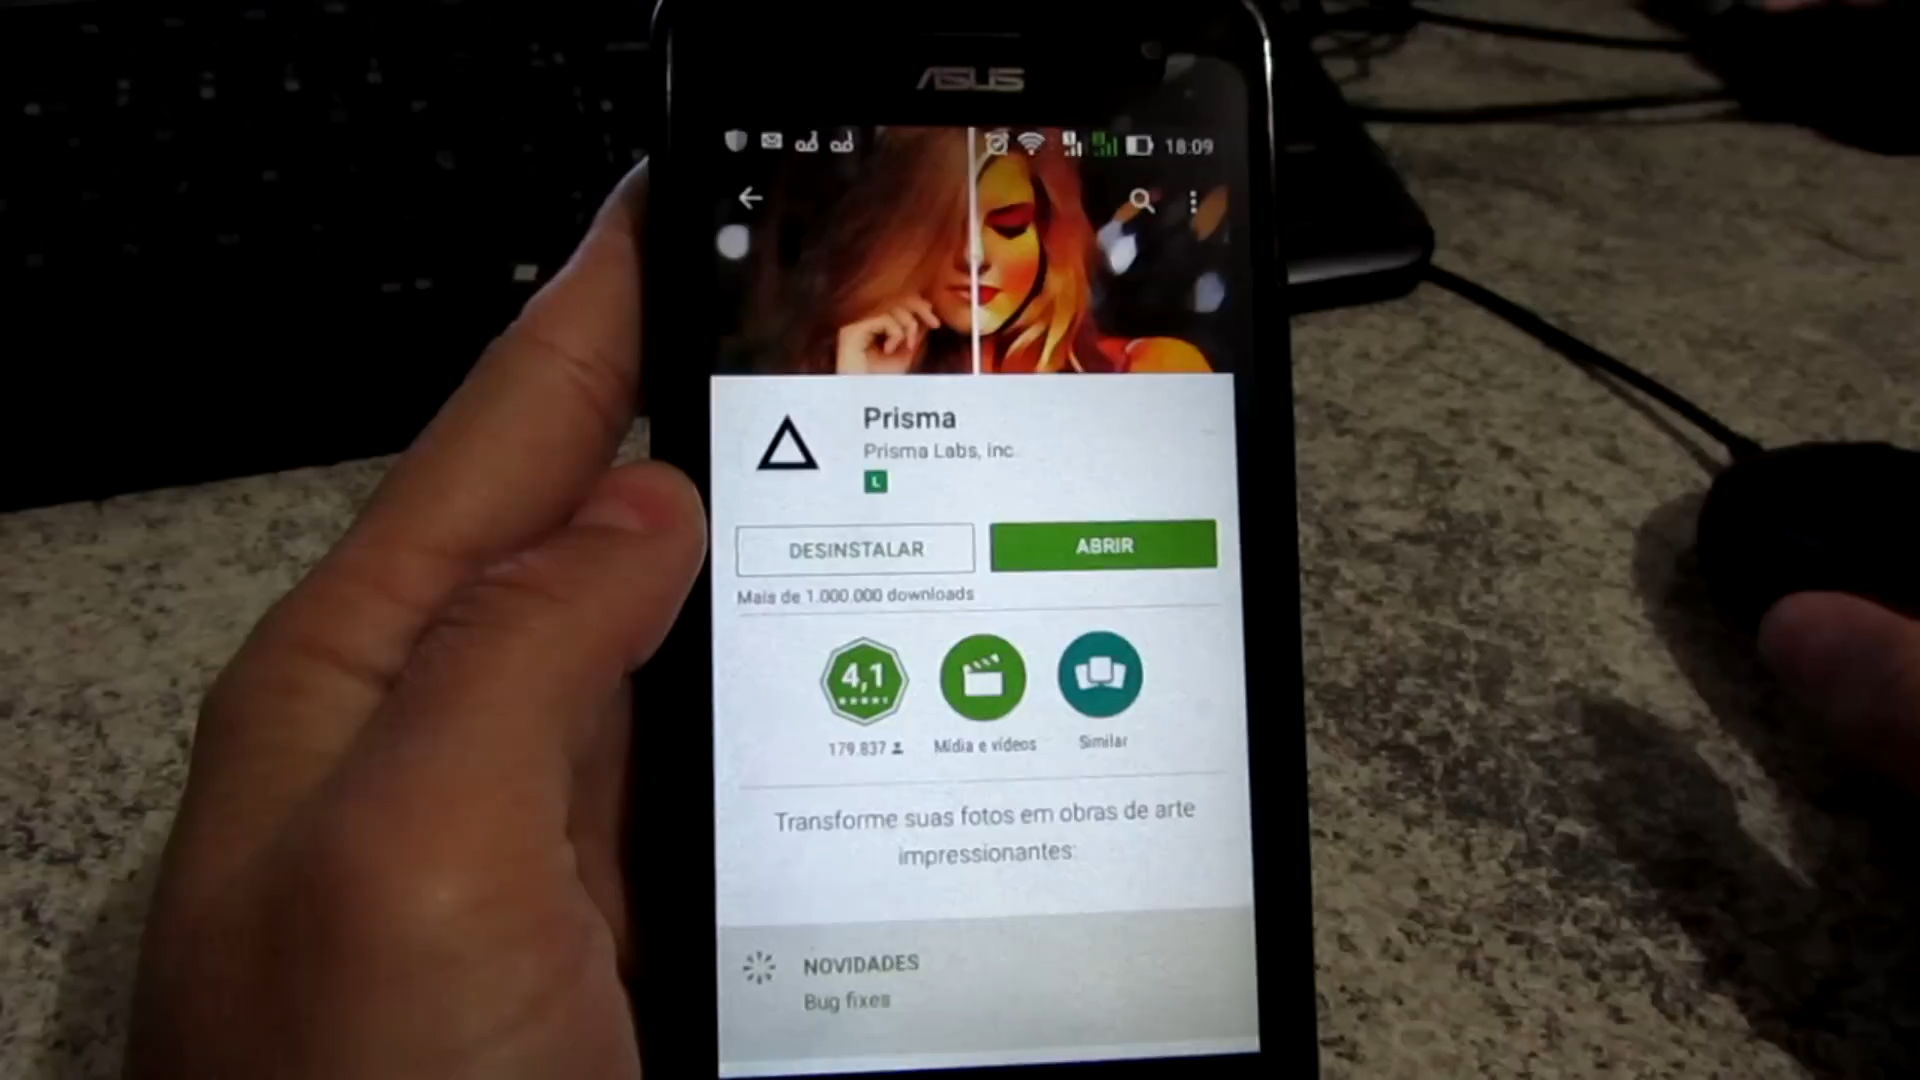 ASUS
18:09
Prisma
Prisma Labs, inc
L
DESINSTALAR
ABRIR
Mais de 1.000.000 downloads
4,1
179.837
Mídia e vídeos
Similar
Transforme suas fotos em obras de arte
impressionantes:
NOVIDADES
Bug fixes